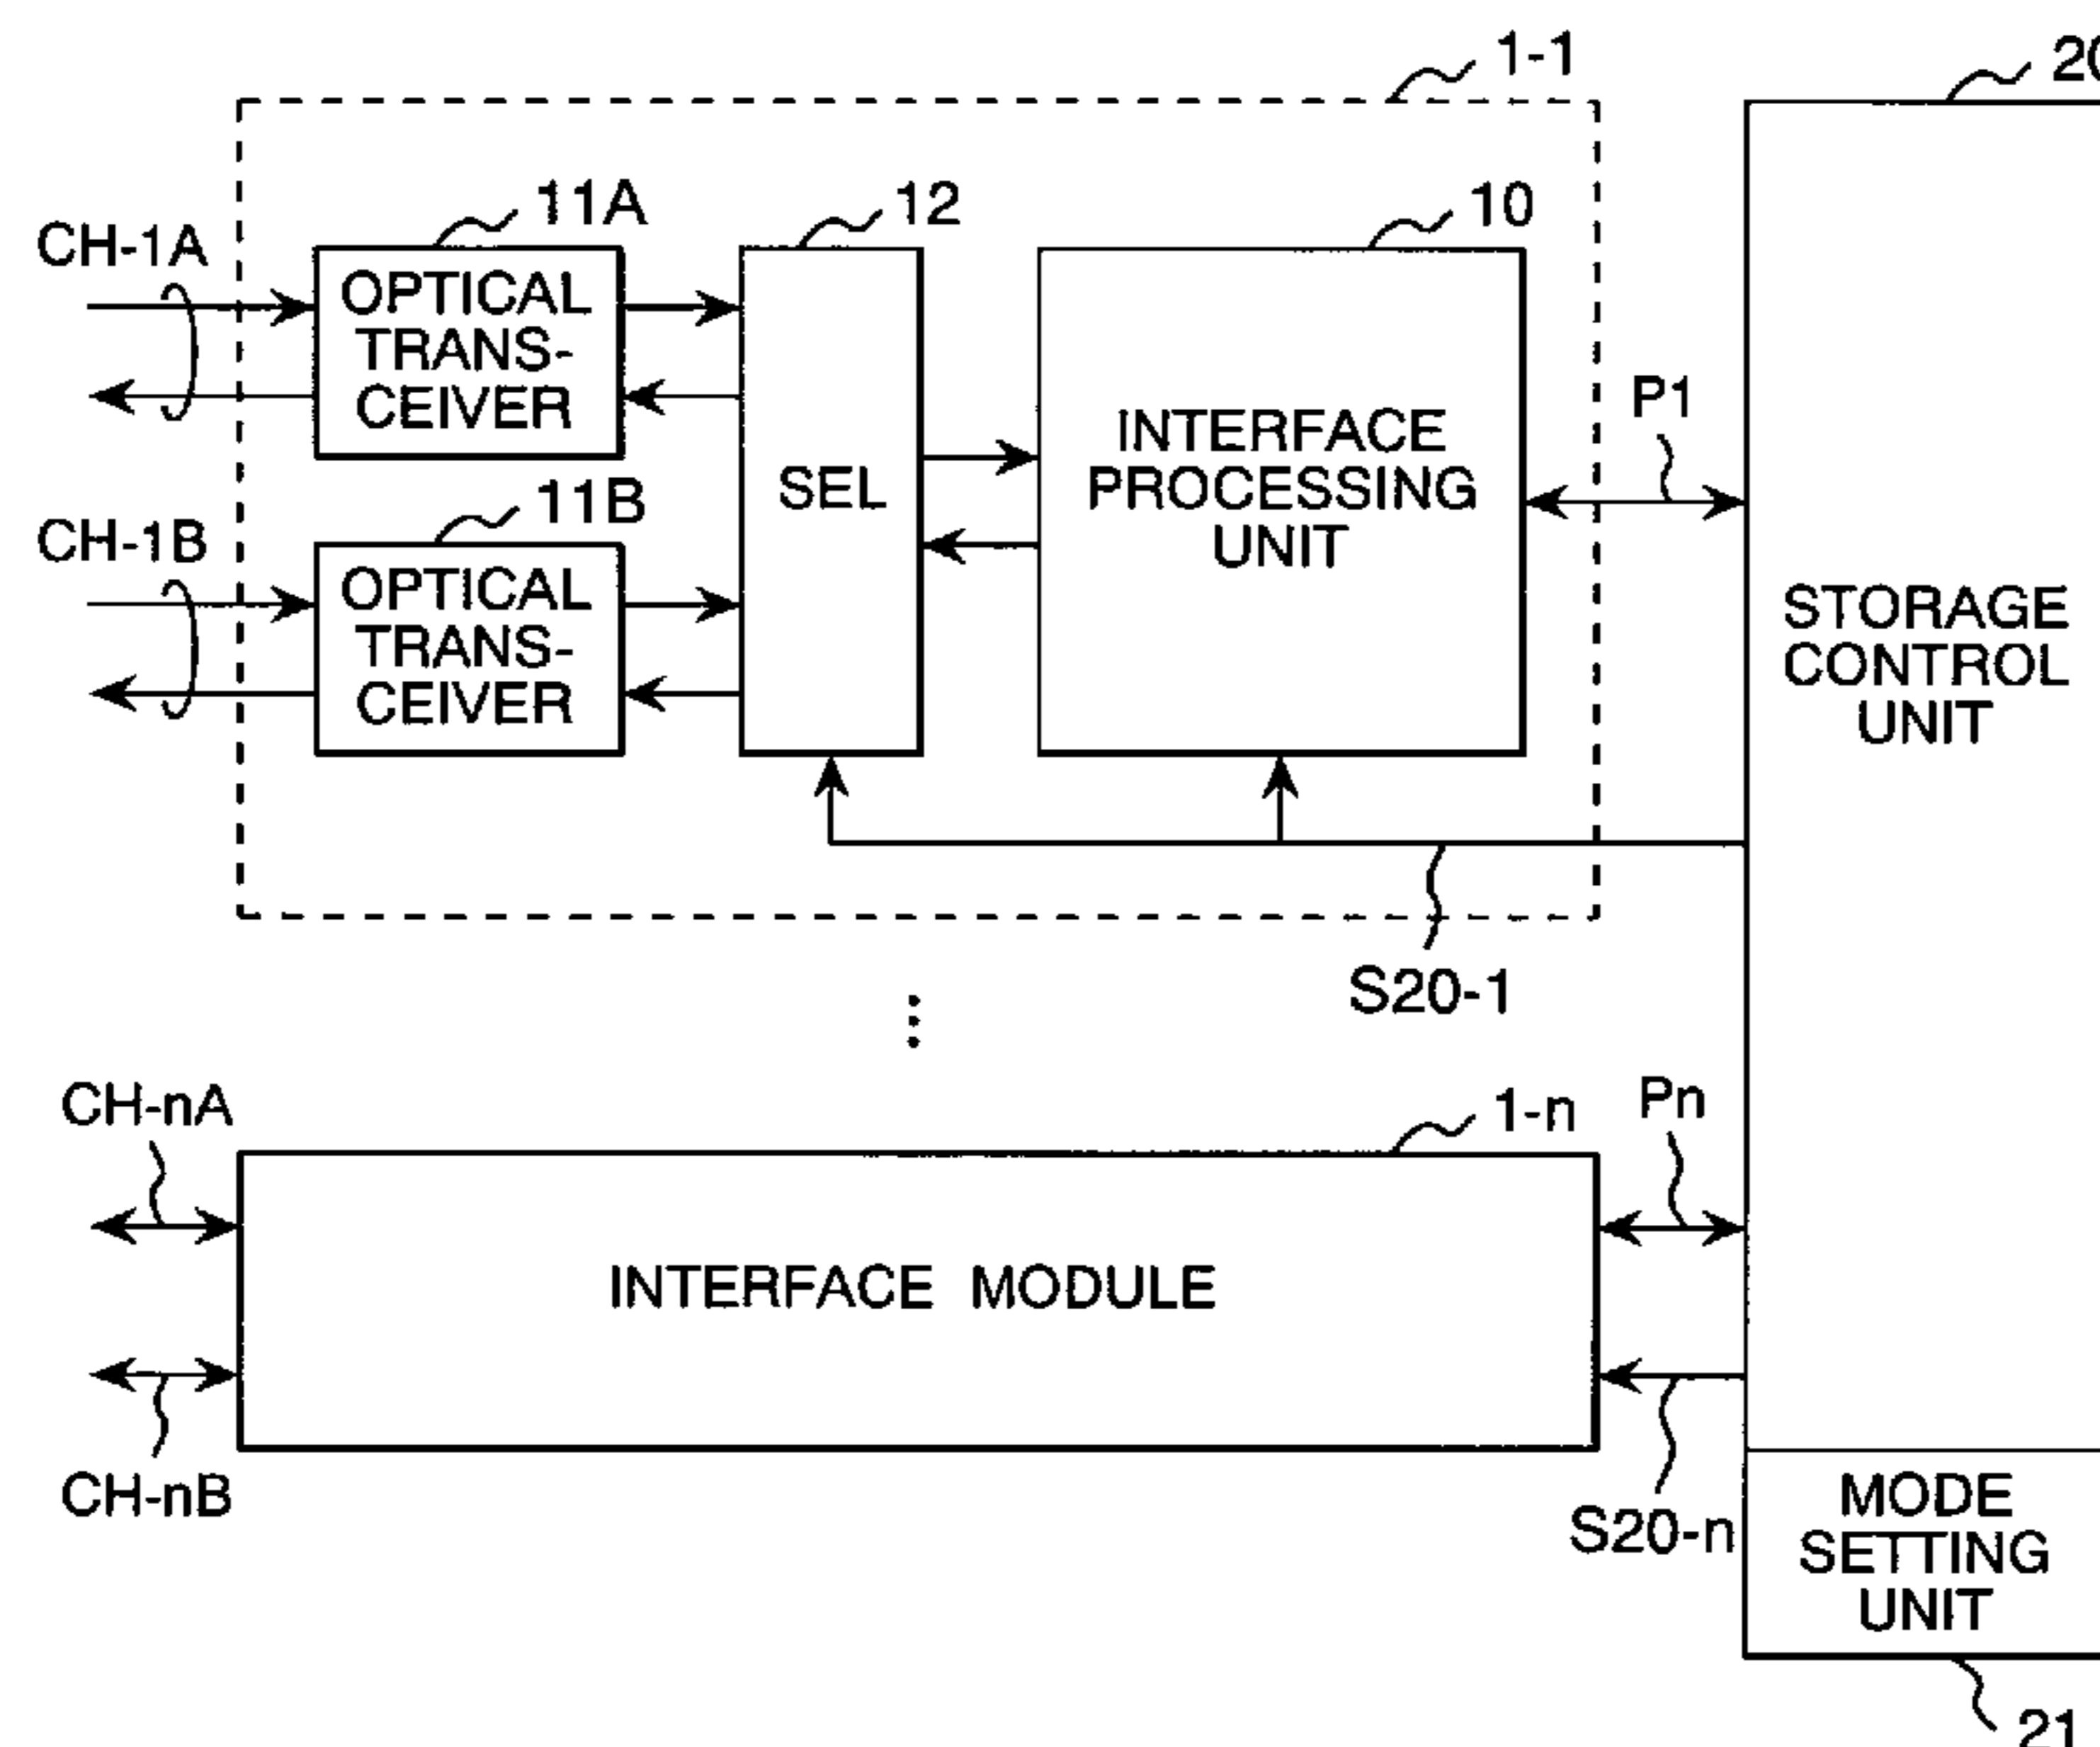 1-1
20
11A
12
10
CH-1A
OPTICAL
TRANS-
CEIVER
P1
INTERFACE
PROCESSING
UNIT
SEL
11B
CH-1B
OPTICAL
TRANS-
CEIVER
STORAGE
CONTROL
UNIT
S20-1
CH-nA
1-n
Pn
INTERFACE MODULE
CH-nB
S20-n
MODE
SETTING
UNIT
21